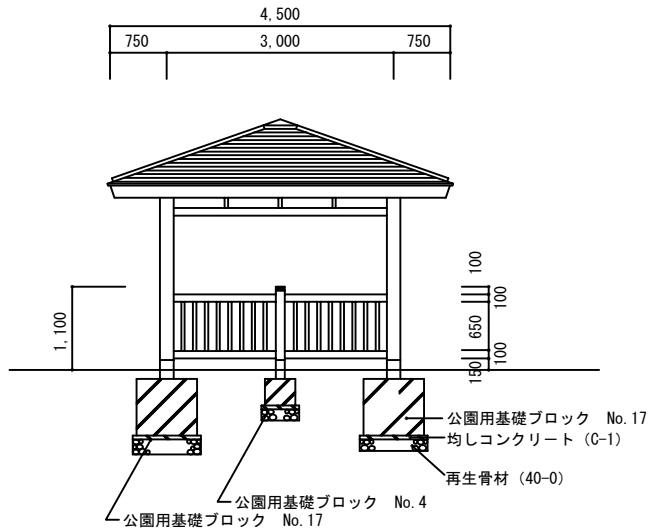 4,500
750
3,000
750
1,100
100
100
650
100
150
公園用基礎ブロック No.17
均しコンクリート（C-1）
再生骨材（40-0）
公園用基礎ブロック No.4
公園用基礎ブロック No.17